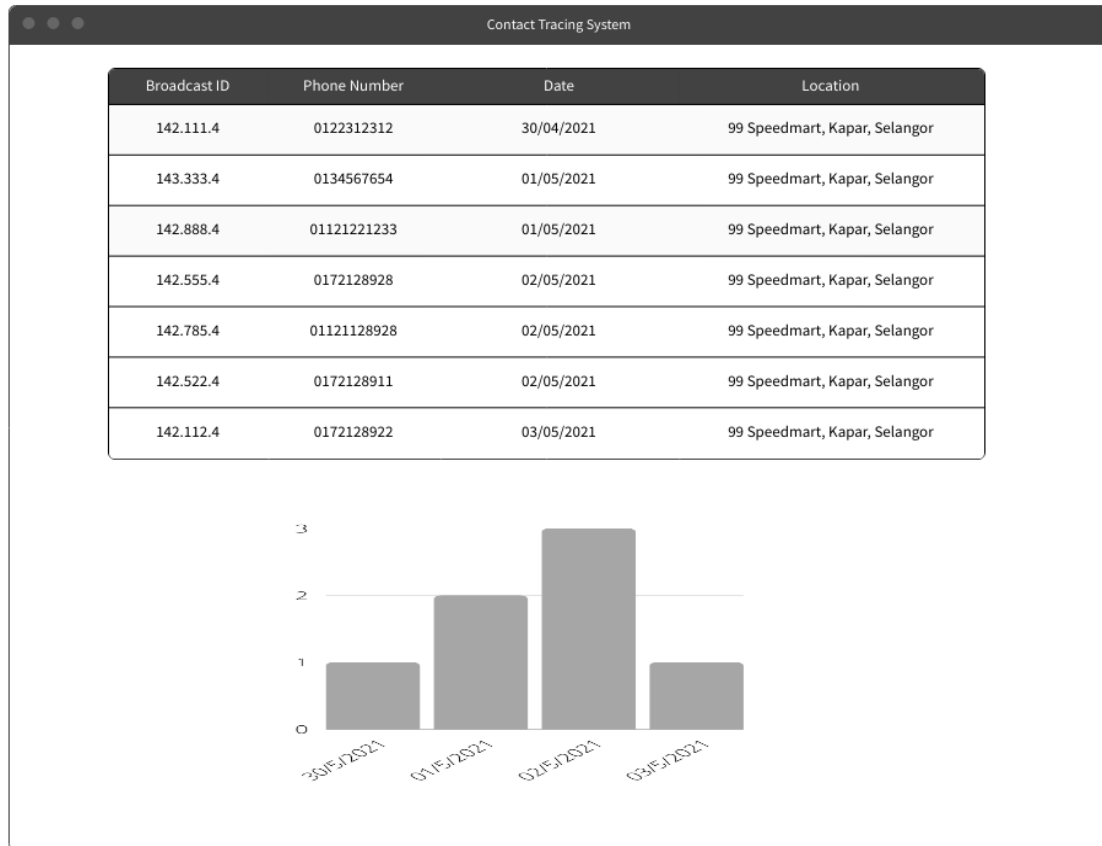 Contact Tracing System
Broadcast ID Phone Number Date Location
142.111.4 0122312312 30/04/2021 99 Speedmart, Kapar, Selangor
143.333.4 0134567654 01/05/2021 99 Speedmart, Kapar, Selangor
142.888.4 01121221233 01/05/2021 99 Speedmart, Kapar, Selangor
142.555.4 0172128928 02/05/2021 99 Speedmart, Kapar, Selangor
142.785.4 01121128928 02/05/2021 99 Speedmart, Kapar, Selangor
142.522.4 0172128911 02/05/2021 99 Speedmart, Kapar, Selangor
142.112.4 0172128922 03/05/2021 99 Speedmart, Kapar, Selangor
3
2
1
0
30/5/2021 01/5/2021 02/5/2021 03/5/2021